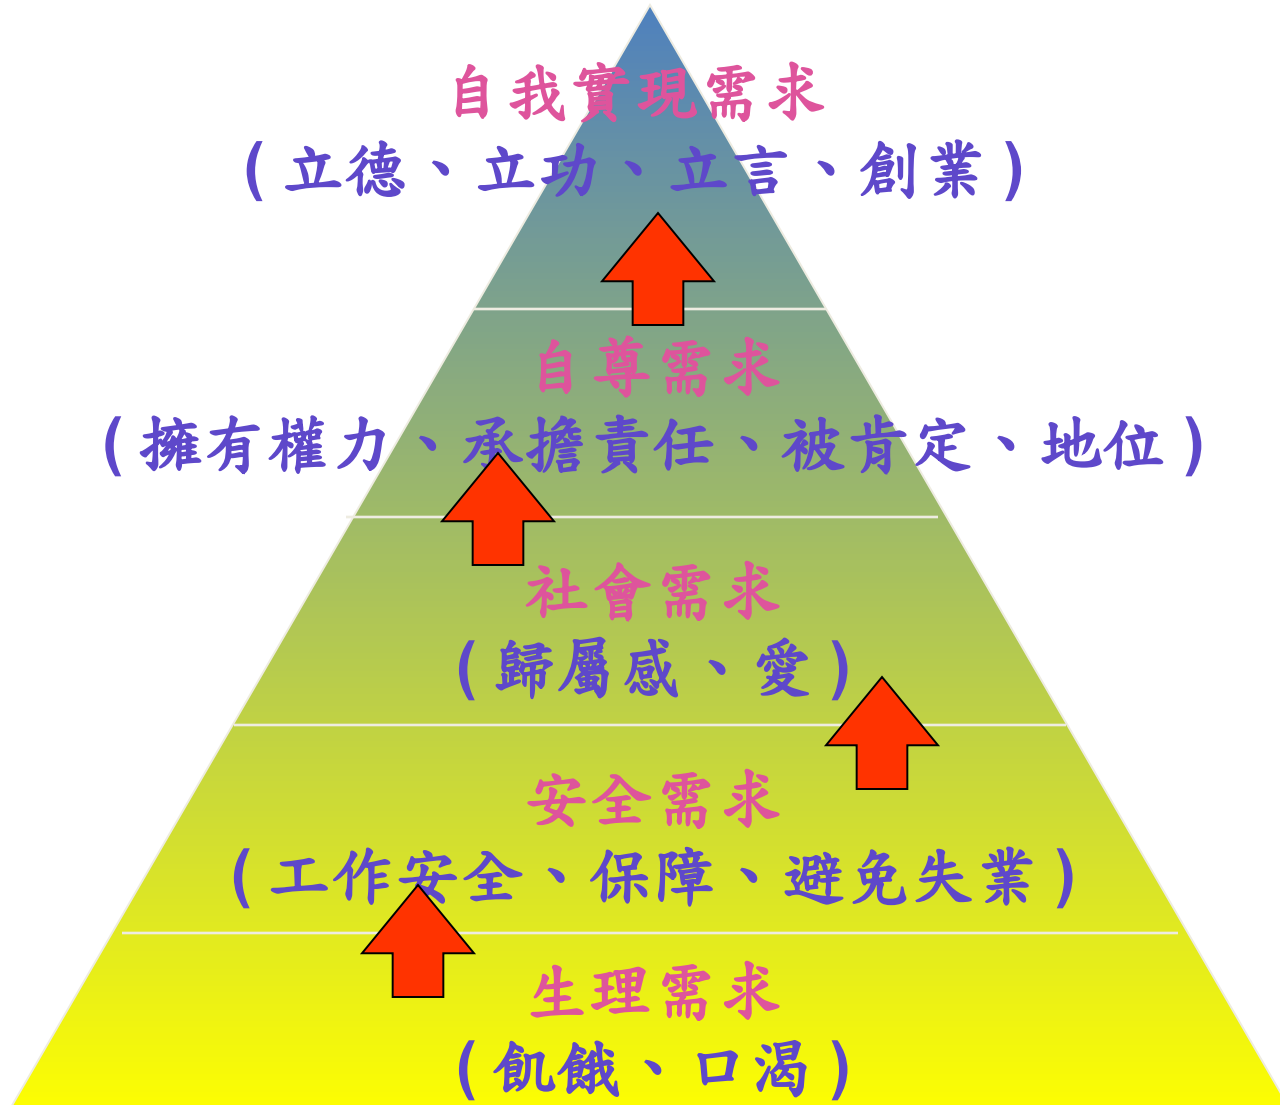 自我實現需求
(立德、立功、立言、創業)
自尊需求
(擁有權力、承擔責任、被肯定、地位)
社會需求
(歸屬感、愛)
安全需求
(工作安全、保障、避免失業)
生理需求
(飢餓、口渴)